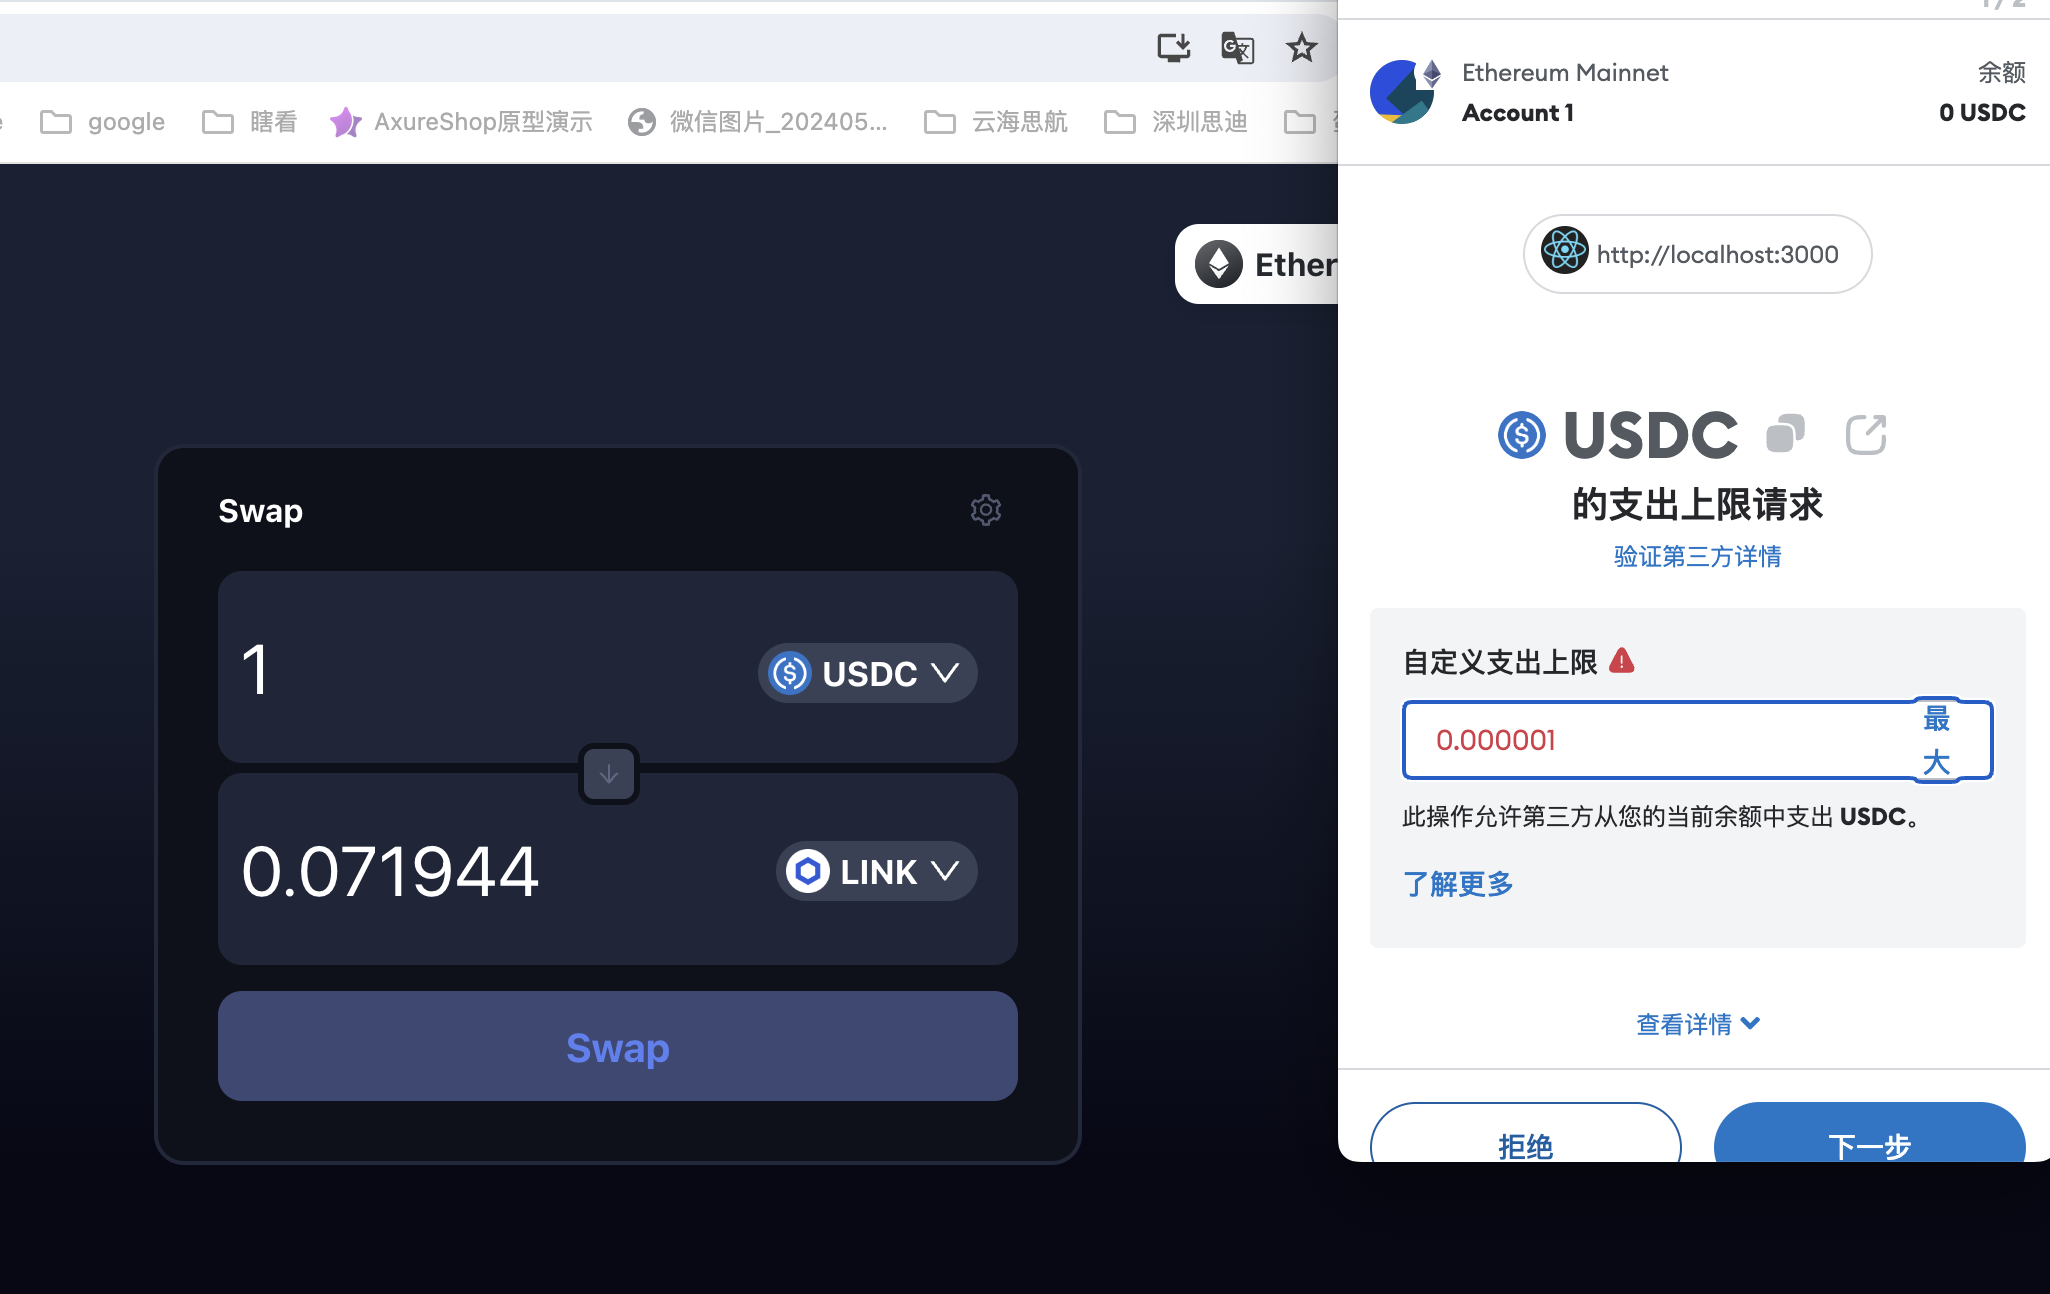 google
瞎看
AxureShop原型演示
微信图片_202405...
云海思航
深圳思迪
Ether
Swap
1
USDC
0.071944
LINK
Swap
Ethereum Mainnet
余额
Account 1
0 USDC
http://localhost:3000
USDC
的支出上限请求
验证第三方详情
自定义支出上限
0.000001
最
大
此操作允许第三方从您的当前余额中支出 USDC。
了解更多
查看详情
拒绝
下一步